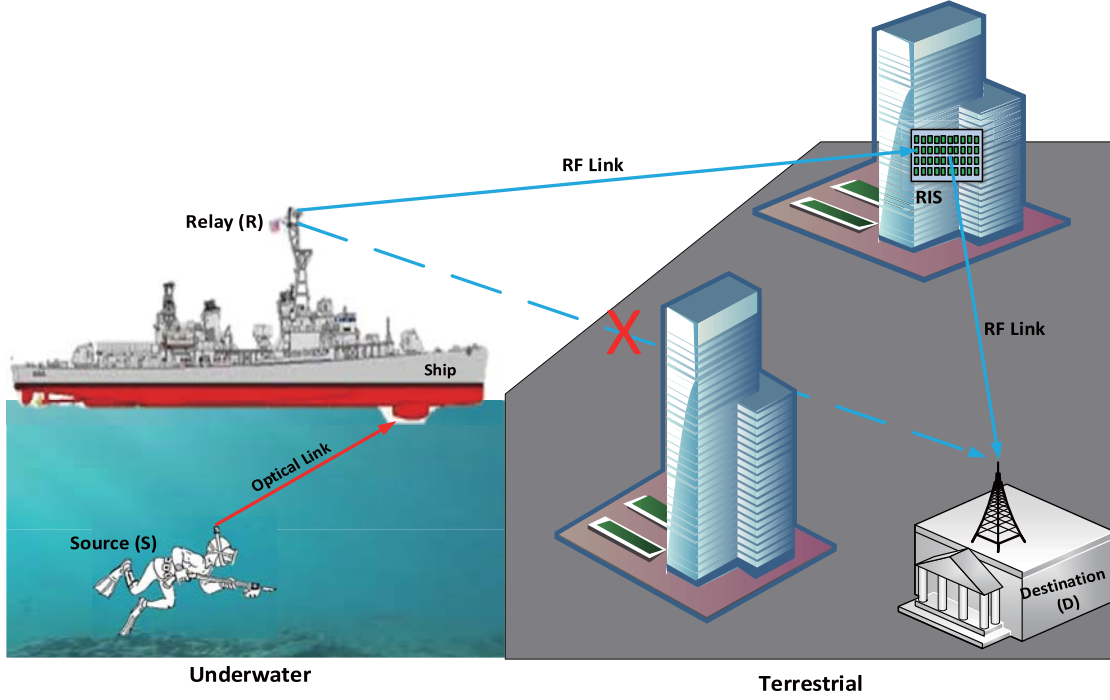 RF Link
RIS
Relay (R)
RF Link
Ship
Optical Link
Source (S)
Destination
(D)
Underwater
Terrestrial